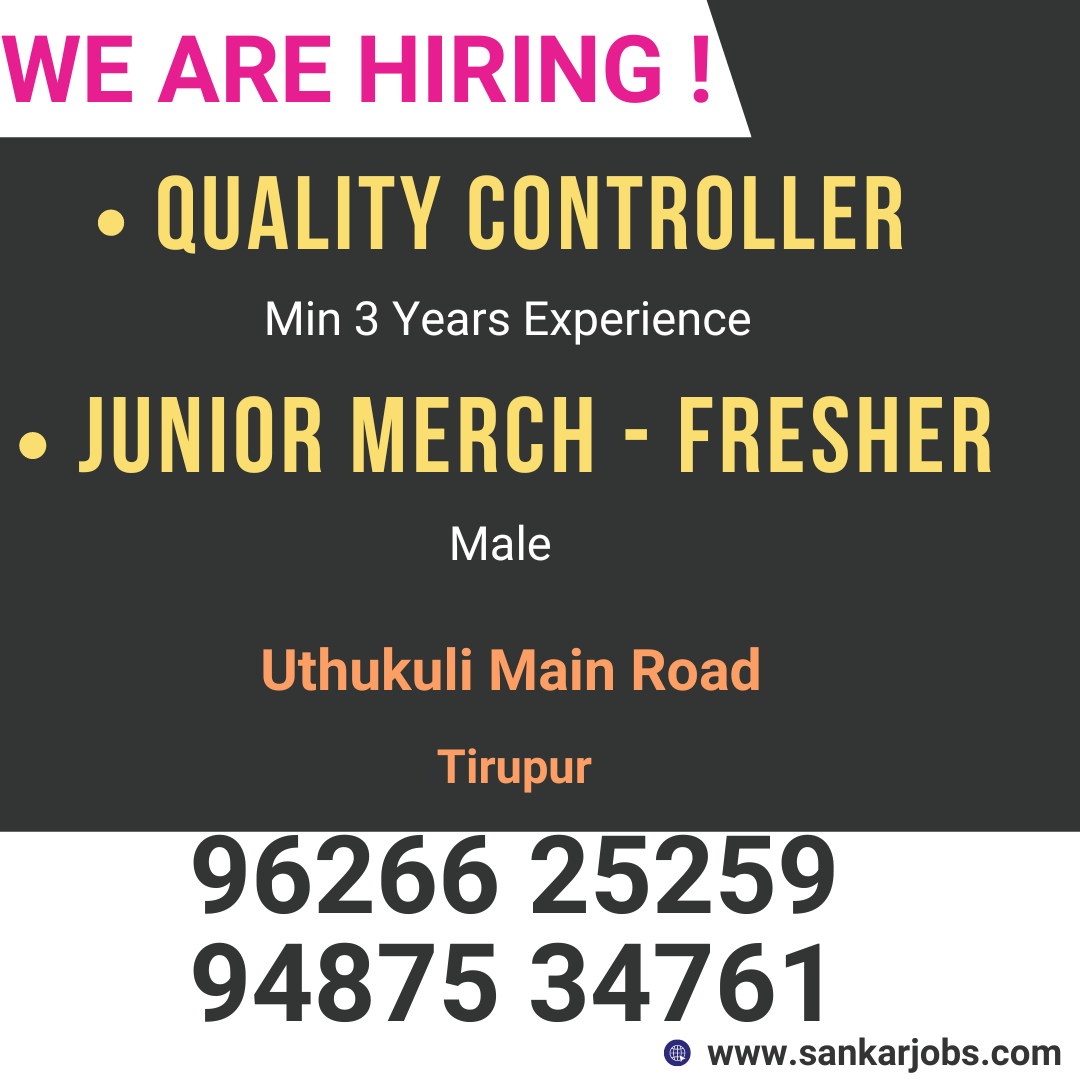 WE ARE HIRING !
• QUALITY CONTROLLER
Min 3 Years Experience
• JUNIOR MERCH - FRESHER
Male
Uthukuli Main Road
Tirupur
96266 25259
94875 34761
www.sankarjobs.com